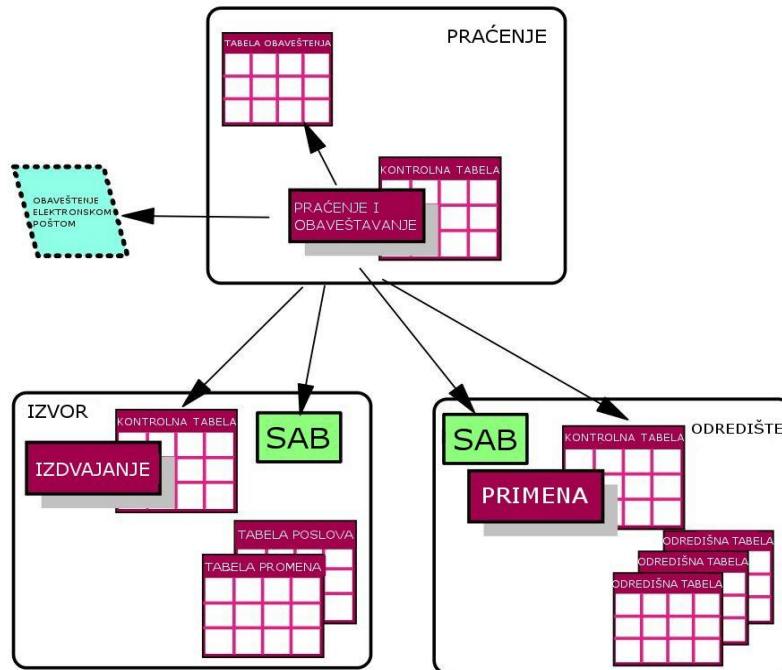 PRAĆENJE
TABELA OBAVEŠTENJA
KONTROLNA TABELA
PRAĆENJE I
OBAVEŠTAVANJE
OBAVEŠTENJE
ELEKTRONSKOM
POŠTOM
IZVOR
KONTROLNA TABELA
SAB
IZDVAJANJE
TABELA POSLOVA
TABELA PROMENA
SAB
ODREDIŠTE
KONTROLNA TABELA
PRIMENA
ODREDIŠNA TABELA
ODREDIŠNA TABELA
ODREDIŠNA TABELA